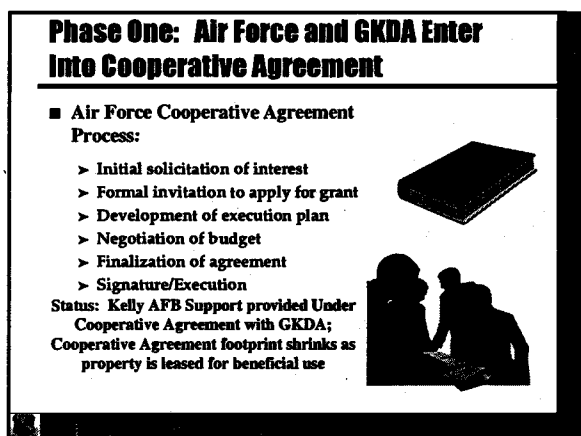 Phase One: Air Force and GKDA Enter
Into Cooperative Agreement
■ Air Force Cooperative Agreement
Process:
➢ Initial solicitation of interest
➢ Formal invitation to apply for grant
➢ Development of execution plan
➢ Negotiation of budget
➢ Finalization of agreement
➢ Signature/Execution
Status: Kelly AFB Support provided Under
Cooperative Agreement with GKDA;
Cooperative Agreement footprint shrinks as
property is leased for beneficial use